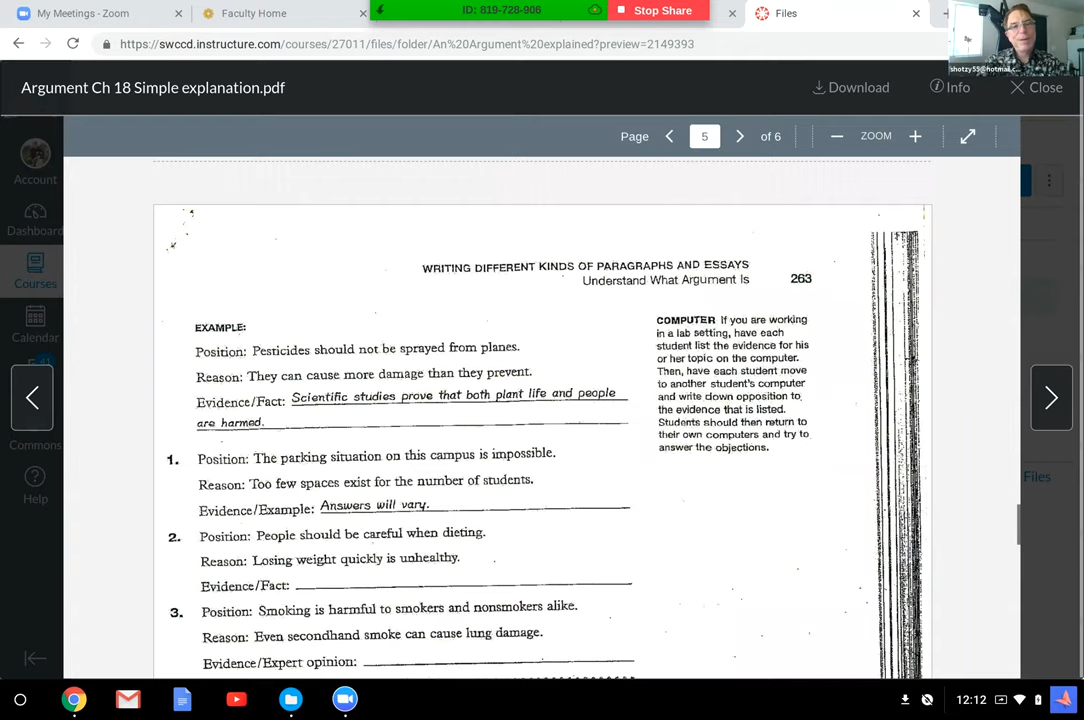 My Meetings - Zoom
Faculty Home
ID: 819-728-906
Stop Share
Files
https://swccd.instructure.com/courses/27011/files/folder/An%20Argument%20explained?preview=2149393
Argument Ch 18 Simple explanation.pdf
Download
Info
Close
Page
5
of 6
ZOOM
Account
Dashboard
Courses
Calendar
41
Commons
Help
Files
WRITING DIFFERENT KINDS OF PARAGRAPHS AND ESSAYS
Understand What Argument Is 263
EXAMPLE:
Position: Pesticides should not be sprayed from planes.
Reason: They can cause more damage than they prevent.
Evidence/Fact: Scientific studies prove that both plant life and people
are harmed.
1. Position: The parking situation on this campus is impossible.
Reason: Too few spaces exist for the number of students.
Evidence/Example: Answers will vary.
2. Position: People should be careful when dieting.
Reason: Losing weight quickly is unhealthy.
Evidence/Fact:
3. Position: Smoking is harmful to smokers and nonsmokers alike.
Reason: Even secondhand smoke can cause lung damage.
Evidence/Expert opinion:
COMPUTER If you are working
in a lab setting, have each
student list the evidence for his
or her topic on the computer.
Then, have each student move
to another student's computer
and write down opposition to
the evidence that is listed.
Students should then return to
their own computers and try to
answer the objections.
12:12